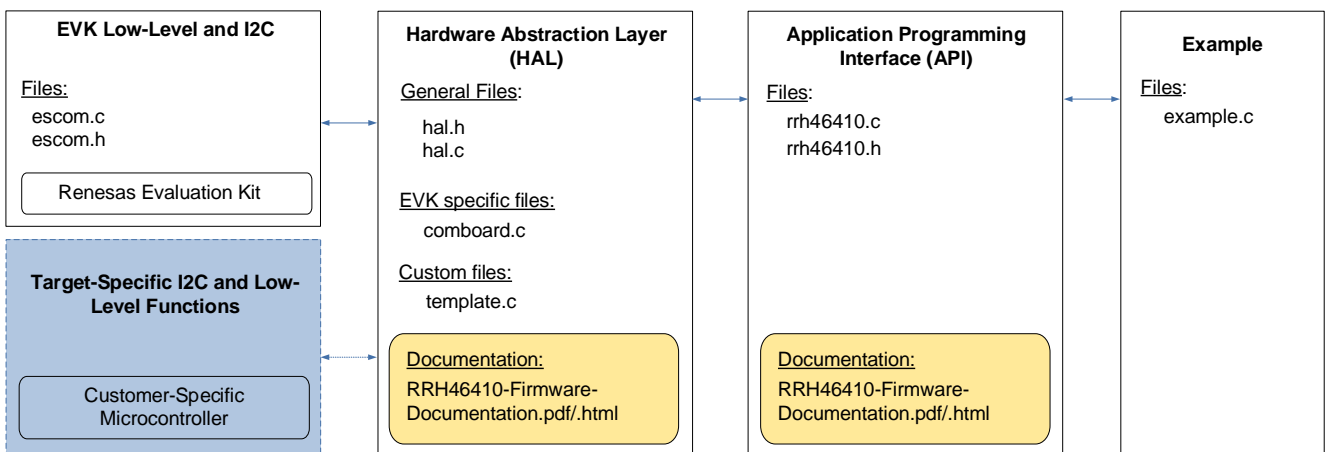 EVK Low-Level and I2C
Files:
escom.c
escom.h
Renesas Evaluation Kit
Target-Specific I2C and Low-
Level Functions
Customer-Specific
Microcontroller
Hardware Abstraction Layer
(HAL)
General Files:
hal.h
hal.c
EVK specific files:
comboard.c
Custom files:
template.c
Documentation:
RRH46410-Firmware-
Documentation.pdf/.html
Application Programming
Interface (API)
Files:
rrh46410.c
rrh46410.h
Documentation:
RRH46410-Firmware-
Documentation.pdf/.html
Example
Files:
example.c